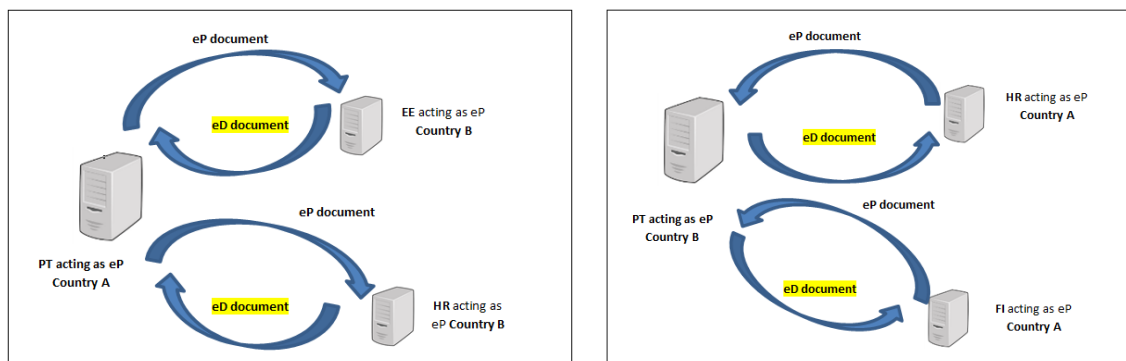 eP document
EE acting as eP
Country B
eD document
eP document
PT acting as eP
Country A
eD document
HR acting as
eP Country B
eP document
HR acting as eP
Country A
eD document
eP document
PT acting as eP
Country B
eD document
FI acting as eP
Country A